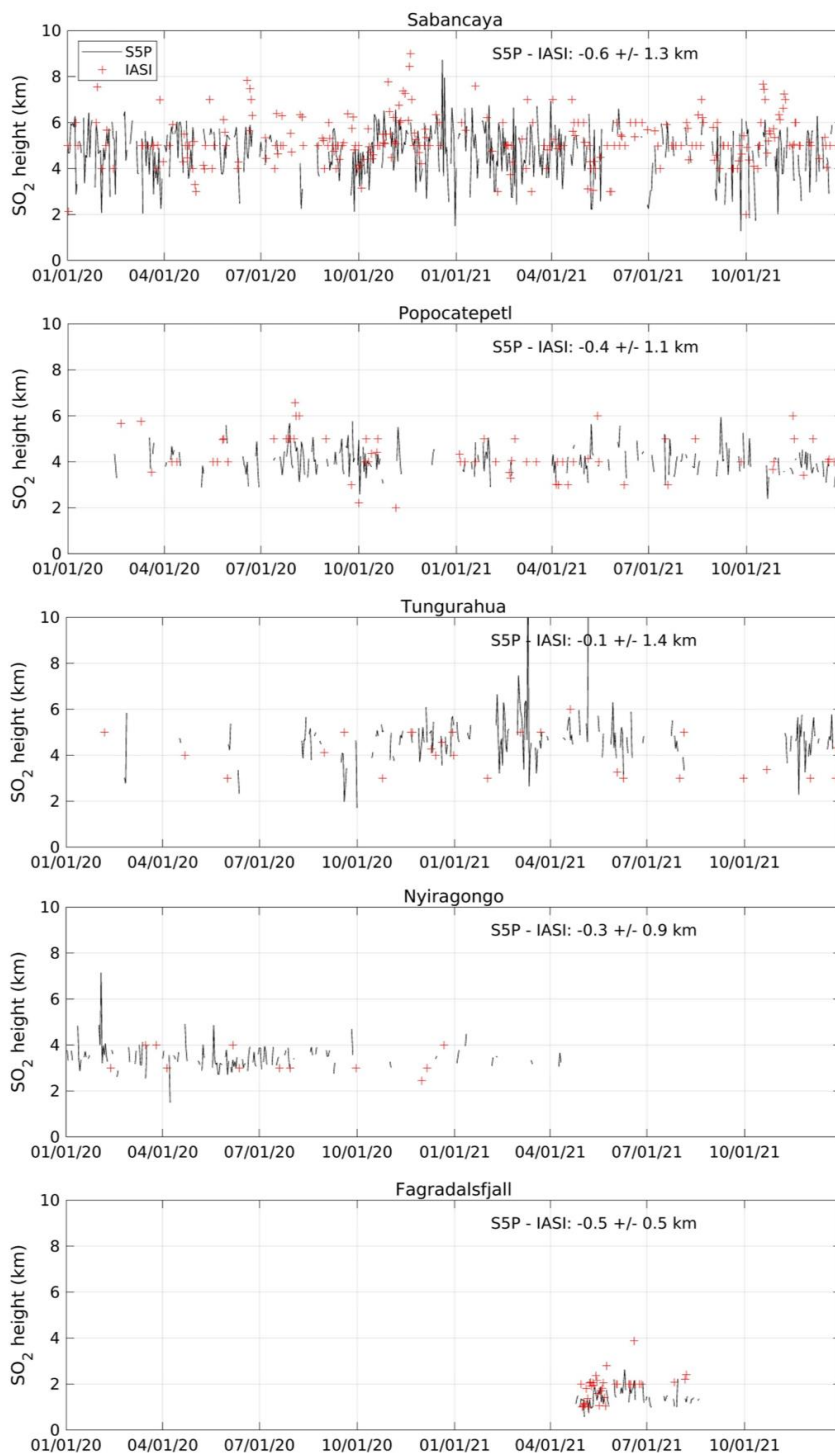 Sabancaya
S5P - IASI: -0.6 +/- 1.3 km
S5P
IASI
SO2 height (km)
10
8
6
4
2
0
01/01/20 04/01/20 07/01/20 10/01/20 01/01/21 04/01/21 07/01/21 10/01/21
Popocatepetl
S5P - IASI: -0.4 +/- 1.1 km
SO2 height (km)
10
8
6
4
2
0
01/01/20 04/01/20 07/01/20 10/01/20 01/01/21 04/01/21 07/01/21 10/01/21
Tungurahua
S5P - IASI: -0.1 +/- 1.4 km
SO2 height (km)
10
8
6
4
2
0
01/01/20 04/01/20 07/01/20 10/01/20 01/01/21 04/01/21 07/01/21 10/01/21
Nyiragongo
S5P - IASI: -0.3 +/- 0.9 km
SO2 height (km)
10
8
6
4
2
0
01/01/20 04/01/20 07/01/20 10/01/20 01/01/21 04/01/21 07/01/21 10/01/21
Fagradalsfjall
S5P - IASI: -0.5 +/- 0.5 km
SO2 height (km)
10
8
6
4
2
0
01/01/20 04/01/20 07/01/20 10/01/20 01/01/21 04/01/21 07/01/21 10/01/21